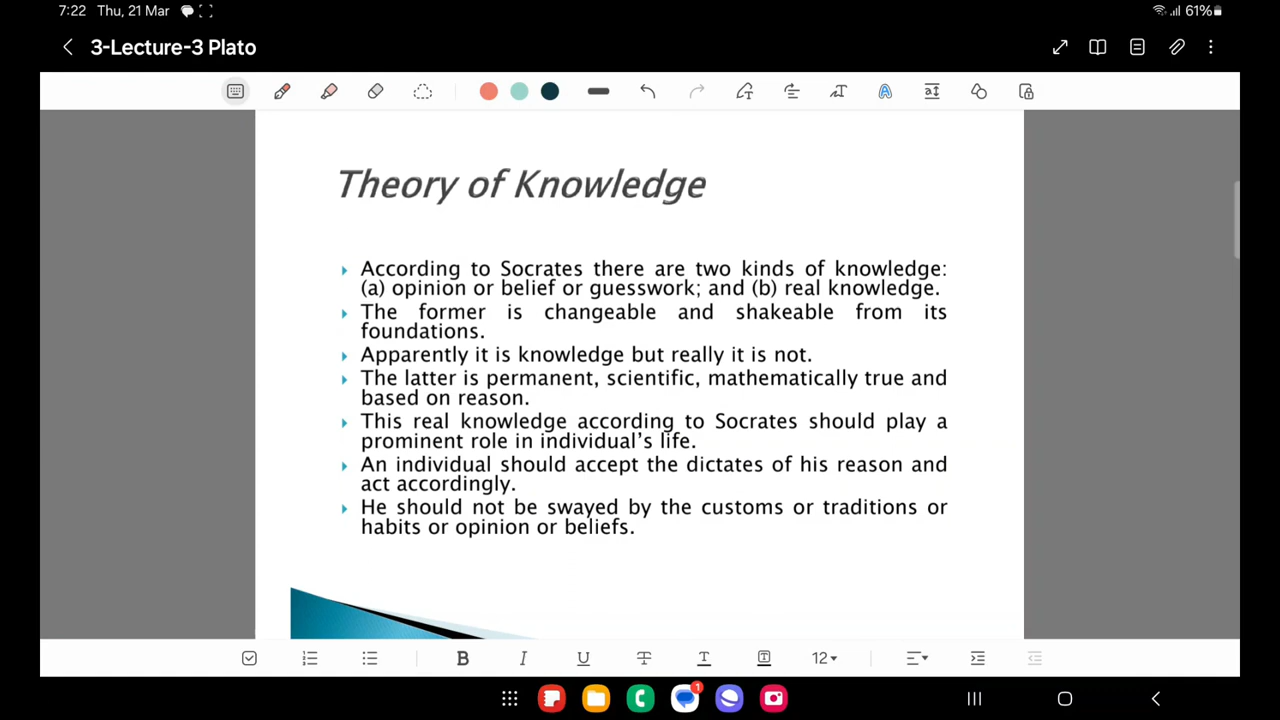 7:22 Thu, 21 Mar 61%
3-Lecture-3 Plato
Theory of Knowledge
According to Socrates there are two kinds of knowledge:
(a) opinion or belief or guesswork; and (b) real knowledge.
The former is changeable and shakeable from its
foundations.
Apparently it is knowledge but really it is not.
The latter is permanent, scientific, mathematically true and
based on reason.
This real knowledge according to Socrates should play a
prominent role in individual's life.
An individual should accept the dictates of his reason and
act accordingly.
He should not be swayed by the customs or traditions or
habits or opinion or beliefs.
B I U T T T 12
1